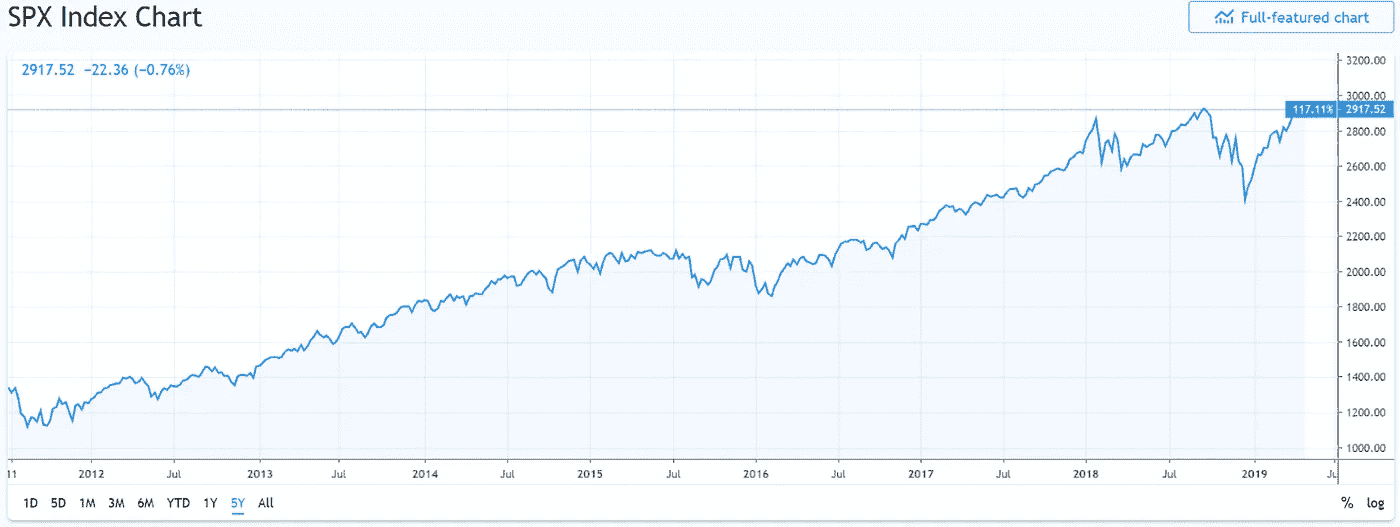 SPX Index Chart
Full-featured chart
2917.52 −22.36 (−0.76%)
3200.00
3000.00
117.11% 2917.52
2800.00
2600.00
2400.00
2200.00
2000.00
1800.00
1600.00
1400.00
1200.00
1000.00
11 2012 Jul 2013 Jul 2014 Jul 2015 Jul 2016 Jul 2017 Jul 2018 Jul 2019 Ju
1D 5D 1M 3M 6M YTD 1Y 5Y All % log